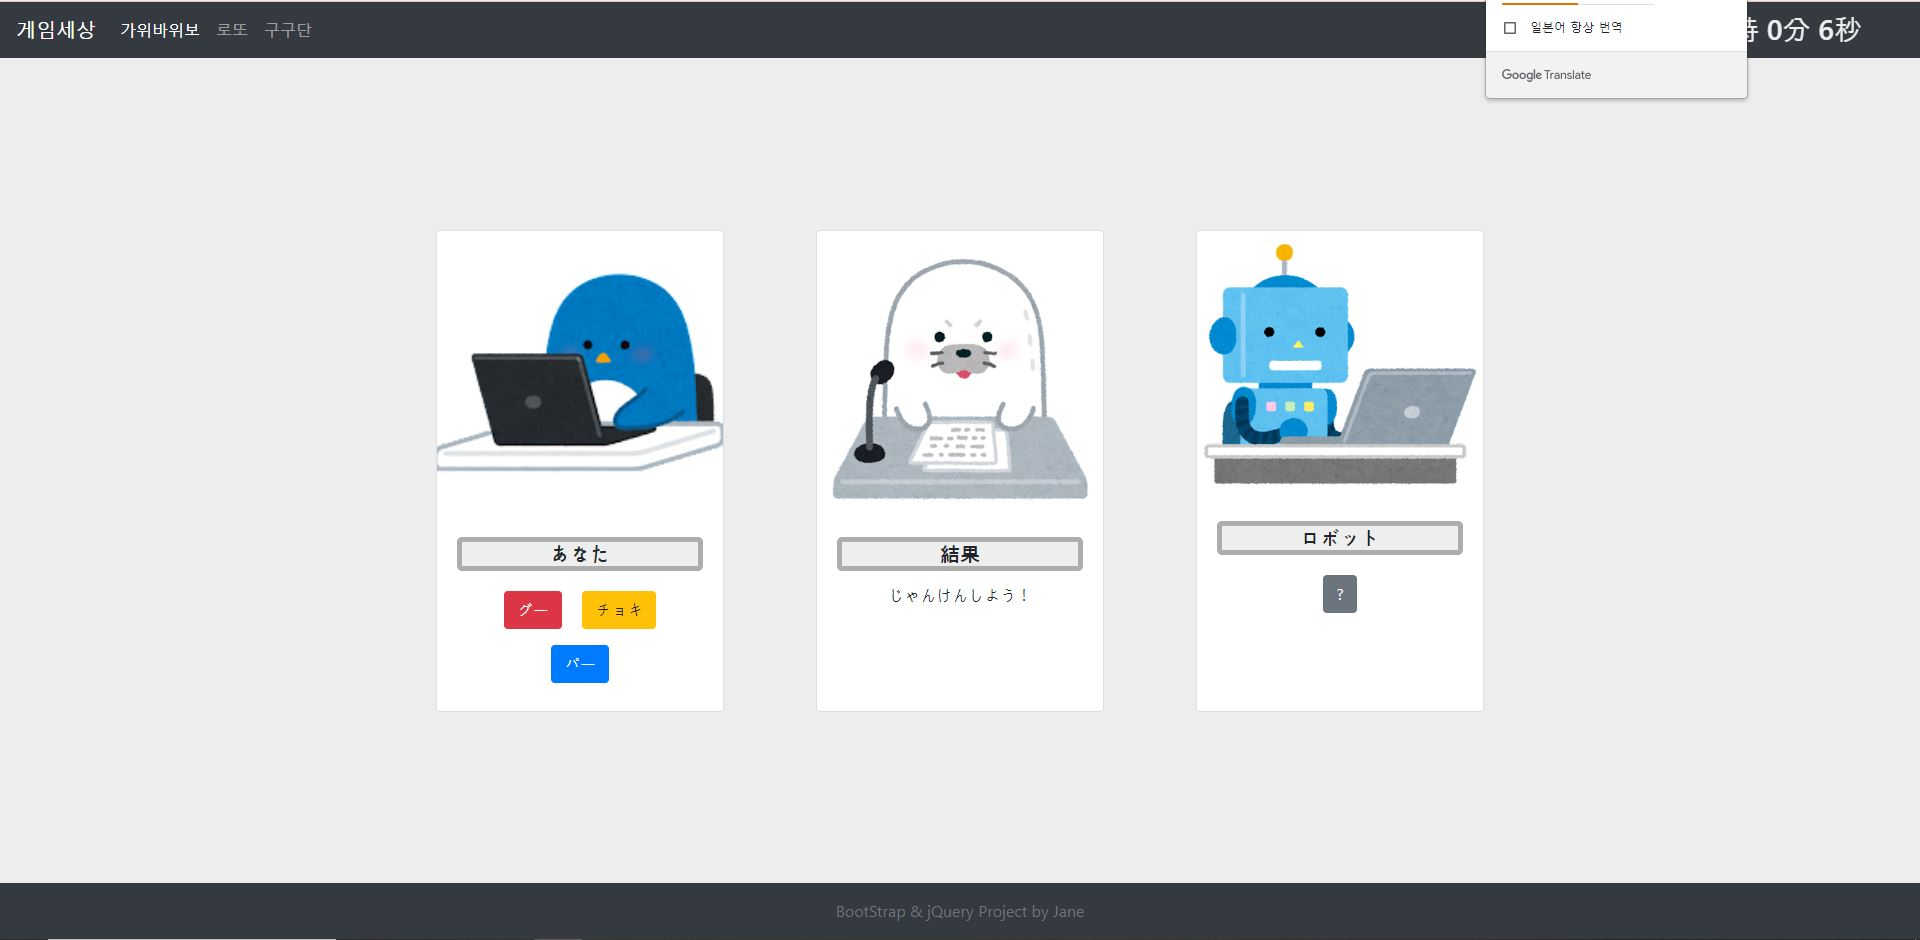 게임세상 가위바위보 로또 구구단
時 0分 6秒
일본어 항상 번역
Google Translate
あなた
グー チョキ
パー
結果
じゃんけんしよう！
ロボット
?
BootStrap & jQuery Project by Jane